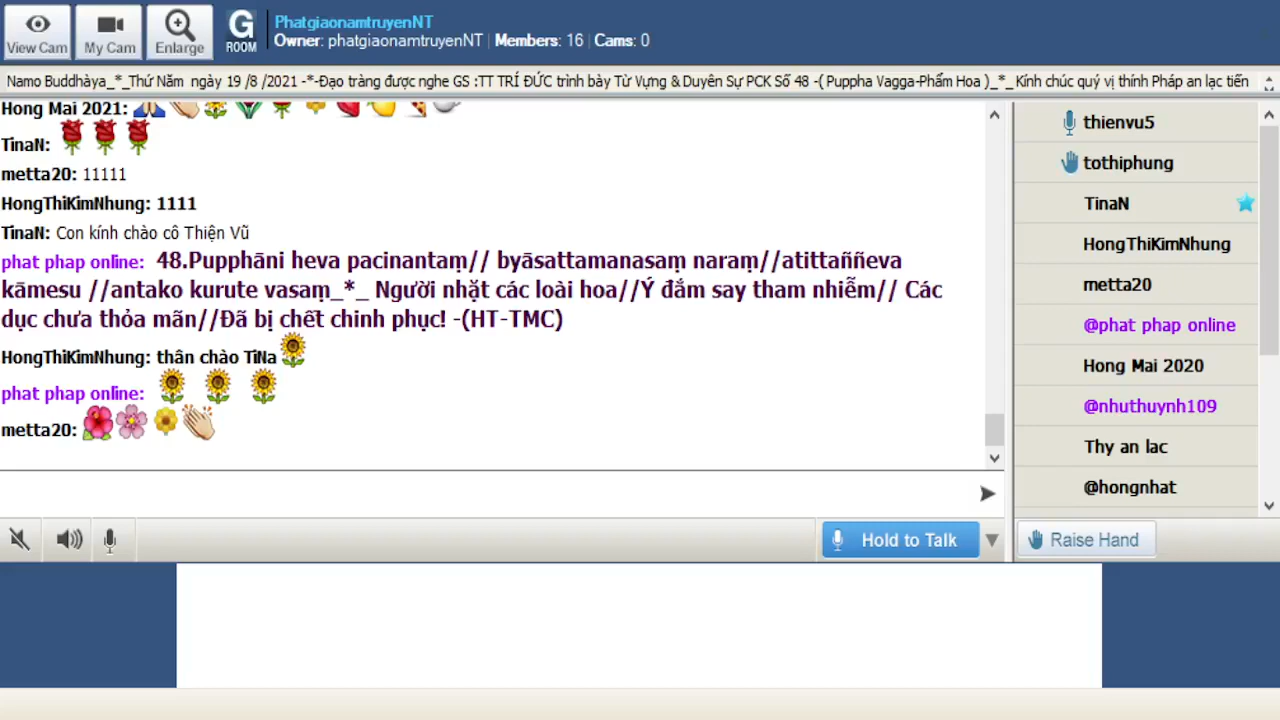 View Cam
My Cam
Enlarge
G
ROOM
PhatgiaonamtruyenNT
Owner: phatgiaonamtruyenNT | Members: 16 | Cams: 0
Namo Buddhàya_*_Thứ Năm ngày 19 /8 /2021 -*-Đạo tràng được nghe GS :TT TRÍ ĐỨC trình bày Từ Vựng & Duyên Sự PCK Số 48 -( Puppha Vagga-Phẩm Hoa )_*_Kính chúc quý vị thính Pháp an lạc tiến
Hong Mai 2021:
TinaN:
metta20: 11111
HongThiKimNhung: 1111
TinaN: Con kính chào cô Thiện Vũ
phat phap online: 48.Pupphāni heva pacinantaṃ// byāsattamanasaṃ naraṃ//atittaññeva
kāmesu //antako kurute vasaṃ_*_ Người nhặt các loài hoa//Ý đắm say tham nhiễm// Các
dục chưa thỏa mãn//Đã bị chết chinh phục! -(HT-TMC)
HongThiKimNhung: thân chào TiNa
phat phap online:
metta20:
Hold to Talk
thienvu5
tothiphung
TinaN
HongThiKimNhung
metta20
@phat phap online
Hong Mai 2020
@nhuthuynh109
Thy an lac
@hongnhat
Raise Hand